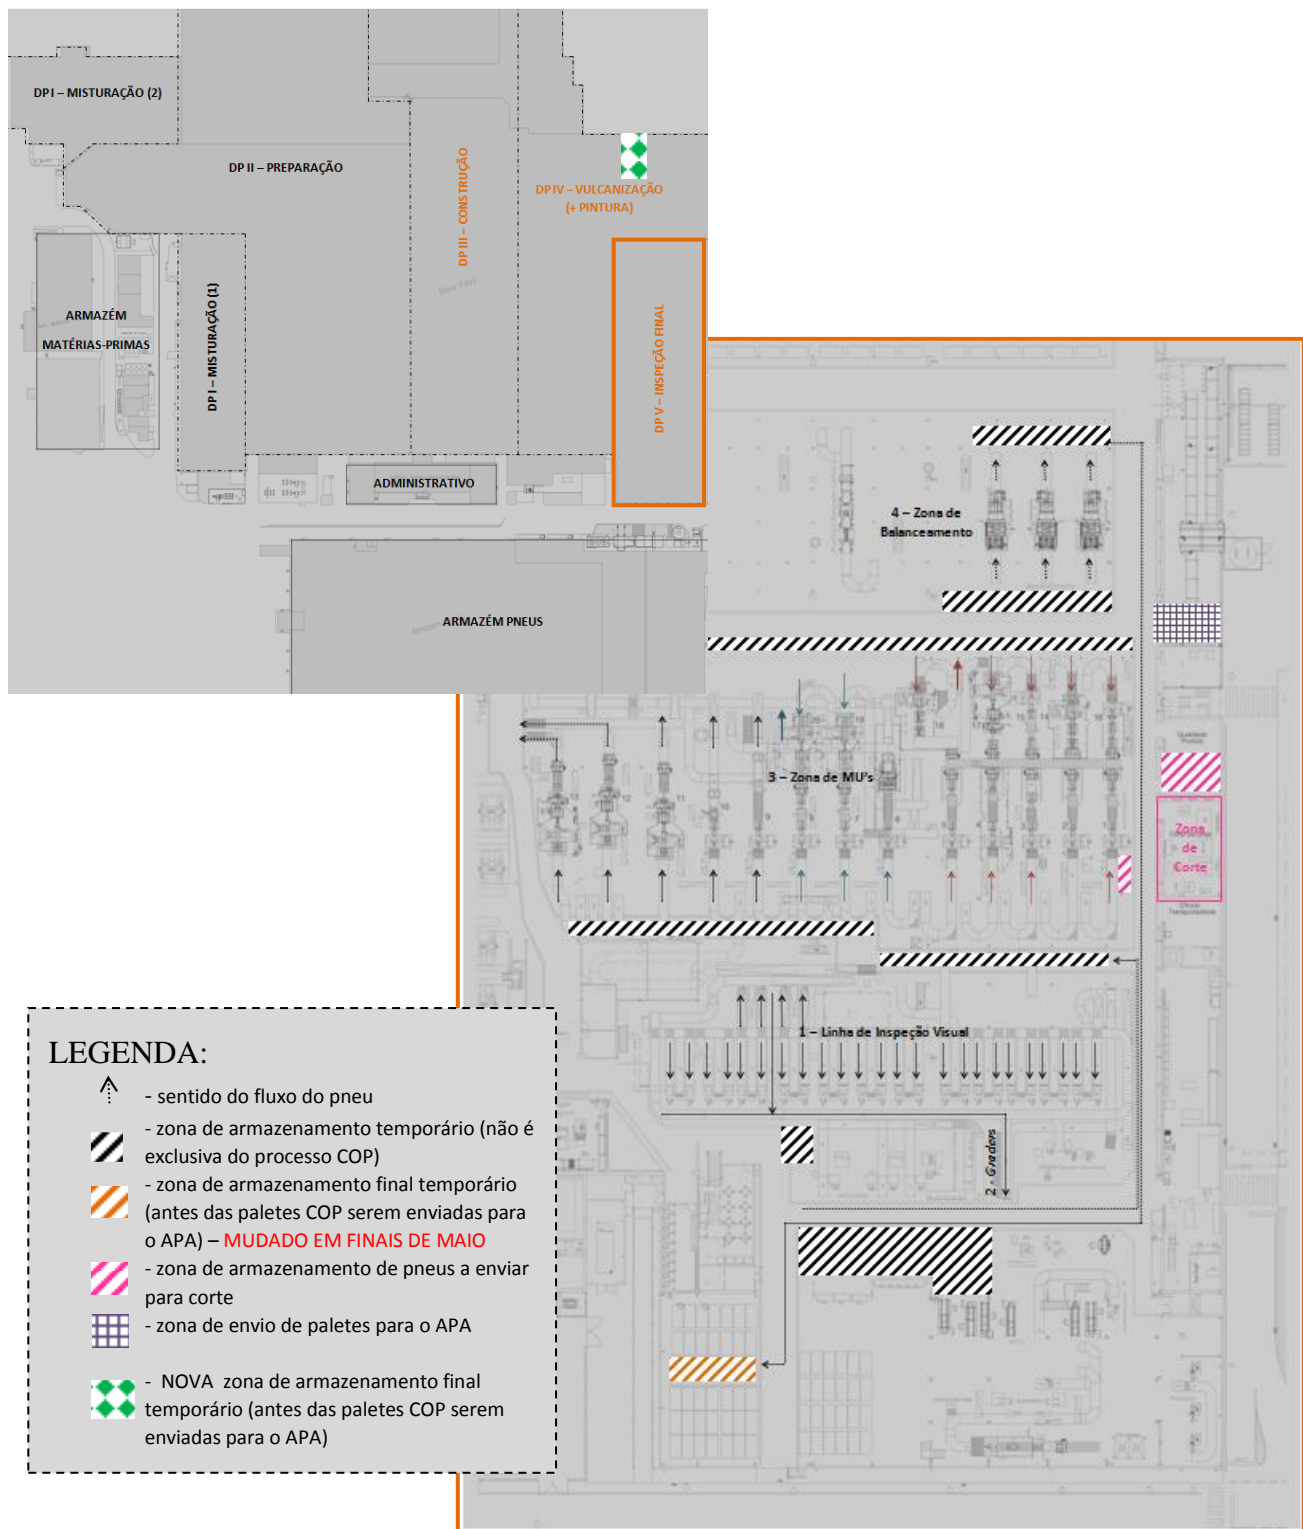 DP I – MISTURAÇÃO (2)
DP II – PREPARAÇÃO
DP III – CONSTRUÇÃO
DP IV – VULCANIZAÇÃO
(+ PINTURA)
ARMAZÉM
MATÉRIAS-PRIMAS
DP I – MISTURAÇÃO (1)
DP V – INSPEÇÃO FINAL
ADMINISTRATIVO
ARMAZÉM PNEUS
4 – Zona de
Balanceamento
3 – Zona de MU's
Zona
de
Corte
1 – Linha de Inspeção Visual
2 - Graders
LEGENDA:
- sentido do fluxo do pneu
- zona de armazenamento temporário (não é
exclusiva do processo COP)
- zona de armazenamento final temporário
(antes das paletes COP serem enviadas para
o APA) – MUDADO EM FINAIS DE MAIO
- zona de armazenamento de pneus a enviar
para corte
- zona de envio de paletes para o APA
- NOVA zona de armazenamento final
temporário (antes das paletes COP serem
enviadas para o APA)